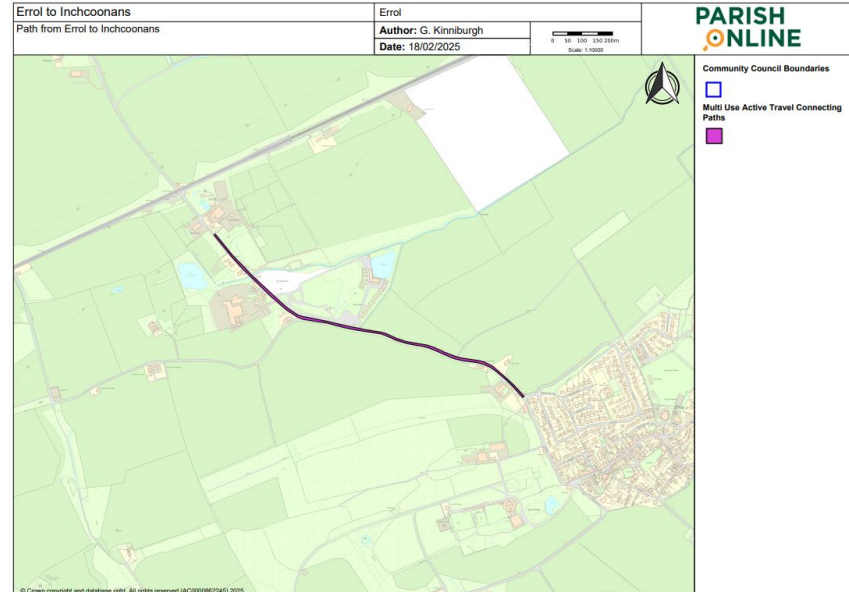 Errol to Inchcoonans
Path from Errol to Inchcoonans
Errol
Author: G. Kinniburgh
Date: 18/02/2025
0 50 100 150 200m
Scale: 1:10000
PARISH
ONLINE
Community Council Boundaries
Multi Use Active Travel Connecting
Paths
© Crown copyright and database right. All rights reserved (AC0000862245) 2025